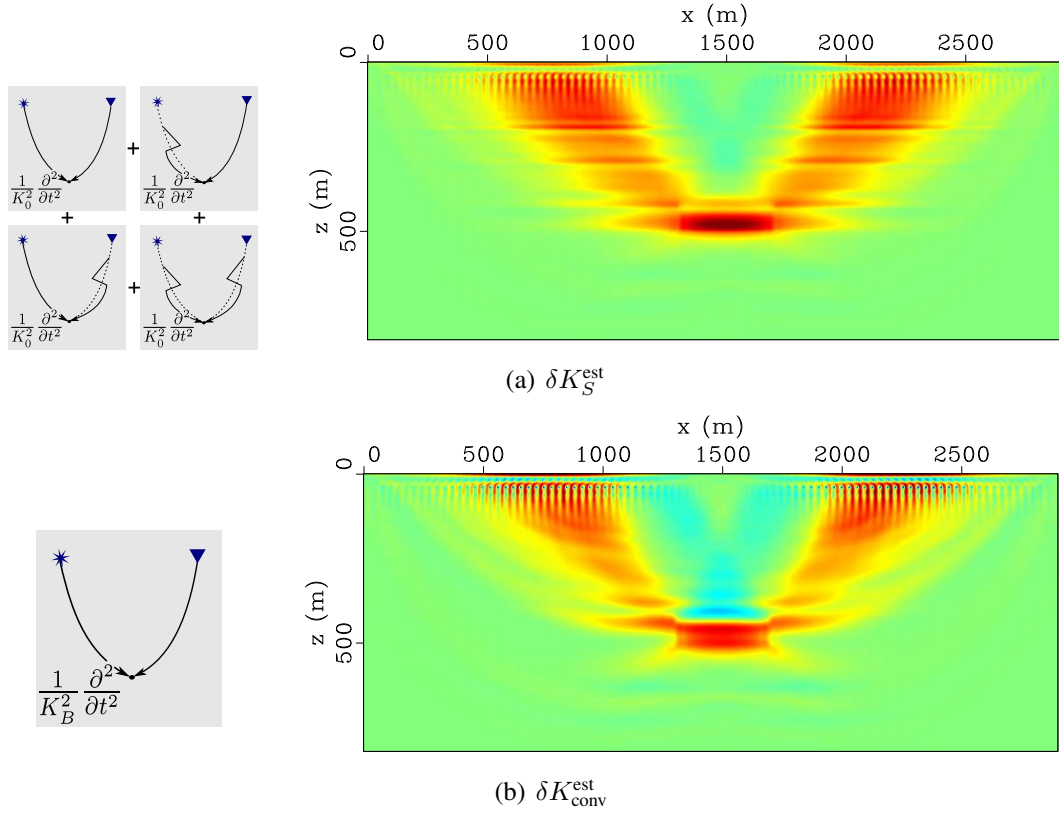 x (m)
0 500 1000 1500 2000 2500
0
500
z (m)
1/K_0^2 ∂^2/∂t^2 + 1/K_0^2 ∂^2/∂t^2
+ +
1/K_0^2 ∂^2/∂t^2 + 1/K_0^2 ∂^2/∂t^2
(a) δK_S^est
x (m)
0 500 1000 1500 2000 2500
0
500
z (m)
1/K_B^2 ∂^2/∂t^2
(b) δK_conv^est